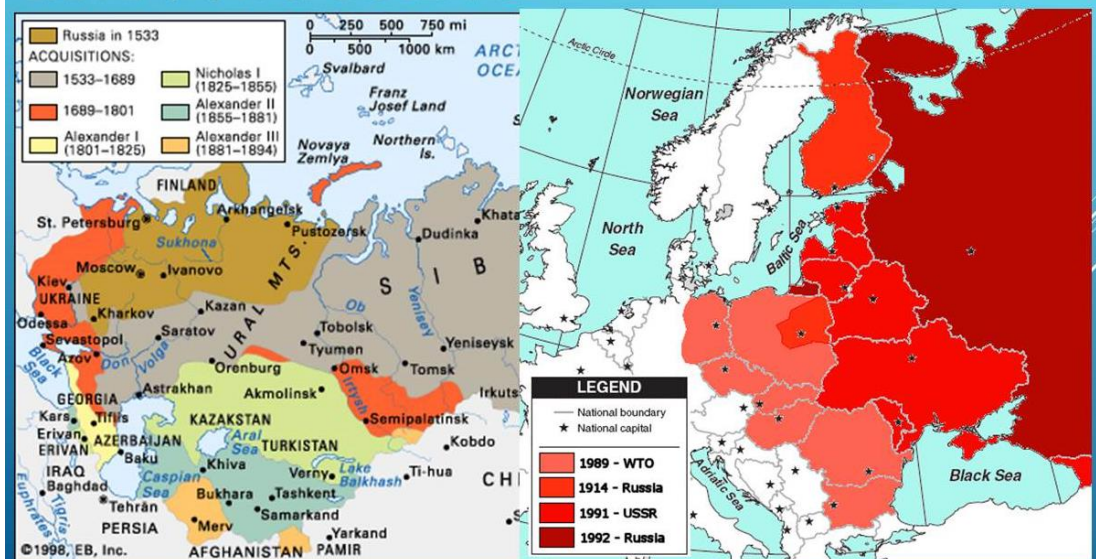 Russia in 1533
ACQUISITIONS:
1533–1689
1689–1801
Alexander I
(1801–1825)
Nicholas I
(1825–1855)
Alexander II
(1855–1881)
Alexander III
(1881–1894)
0 250 500 750 mi
0 500 1000 km
ARCT
OCEA
Svalbard
Franz
Josef Land
Northern
Is.
Novaya
Zemlya
FINLAND
St. Petersburg
Arkhangelsk
Pustozersk
Khata
Dudinka
Sukhona
Moscow
Ivanovo
URAL MTS.
S I B
Ob
Yenisey
Kiev
UKRAINE
Kharkov
Kazan
Odessa
Saratov
Tobolsk
Yeniseysk
Sevastopol
Tyumen
Azov
Don
Volga
Orenburg
Omsk
Tomsk
Black
Sea
Astrakhan
Akmolinsk
Irtysh
Irkuts
GEORGIA
Semipalatinsk
Kars
Tiflis
KAZAKSTAN
Kobdo
Erivan
ERIVAN
AZERBAIJAN
Aral
Sea
TURKISTAN
Baku
Khiva
Verny
Lake
Balkhash
Ti-hua
IRAQ
Baghdad
Caspian
Sea
Bukhara
Tashkent
CHI
Euphrates
Tigris
Tehrān
Samarkand
PERSIA
Merv
Yarkand
AFGHANISTAN
PAMIR
©1998, EB, Inc.
Arctic Circle
Norwegian
Sea
North
Sea
Baltic Sea
Adriatic Sea
Black Sea
LEGEND
National boundary
National capital
1989 - WTO
1914 - Russia
1991 - USSR
1992 - Russia